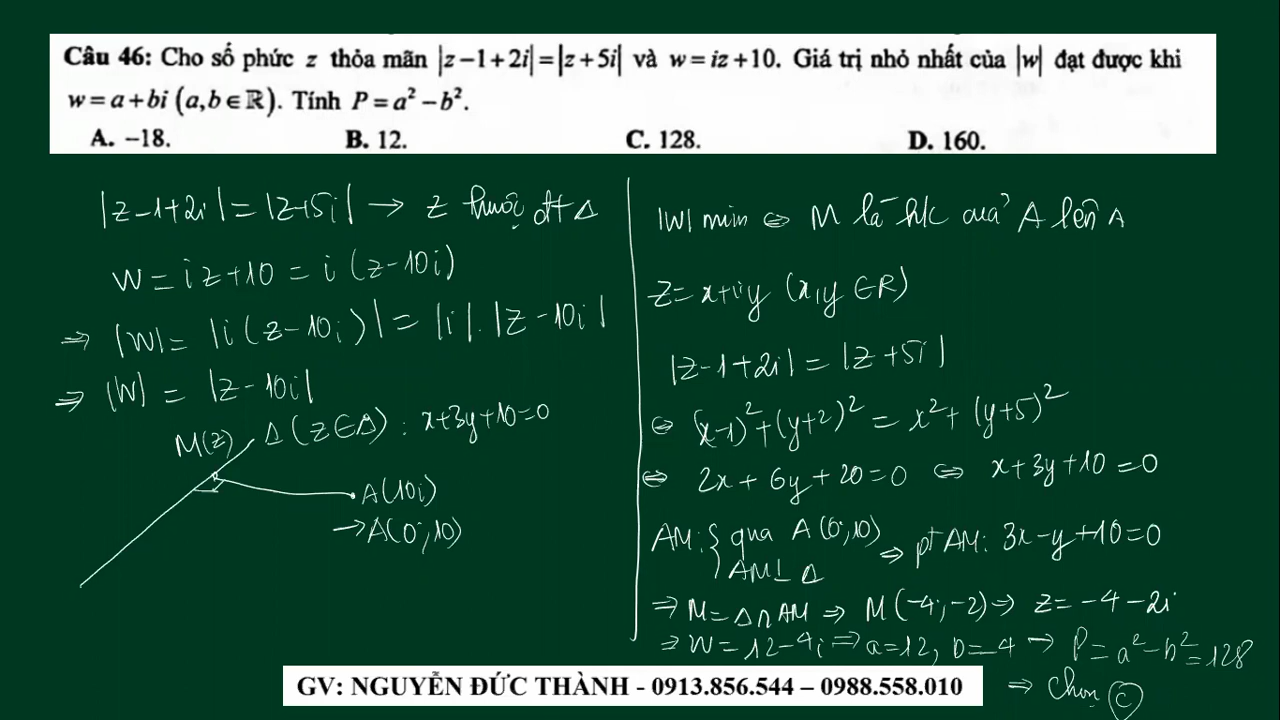 Câu 46: Cho số phức z thỏa mãn |z−1+2i|=|z+5i| và w=iz+10. Giá trị nhỏ nhất của |w| đạt được khi
w=a+bi (a,b∈ℝ). Tính P=a²−b².
A. −18. B. 12. C. 128. D. 160.
|z−1+2i|=|z+5i| → z thuộc đt Δ
W=iz+10=i(z−10i)
⇒ |W|=|i(z−10i)|=|i|.|z−10i|
⇒ |W|=|z−10i|
M(z) Δ(z∈Δ): x+3y+10=0
A(10i)
→A(0;10)
|W| min ⇔ M là h/c của A lên Δ
Z=x+iy (x,y∈R)
|z−1+2i|=|z+5i|
⇔ (x−1)²+(y+2)²=x²+(y+5)²
⇔ 2x+6y+20=0 ⇔ x+3y+10=0
AM: { qua A(0;10)
AM⊥Δ ⇒ pt AM: 3x−y+10=0
⇒ M=Δ∩AM ⇒ M(−4;−2) ⇒ z=−4−2i
⇒ W=12−4i ⇒ a=12, b=−4 → P=a²−b²=128
⇒ Chọn C
GV: NGUYỄN ĐỨC THÀNH - 0913.856.544 – 0988.558.010